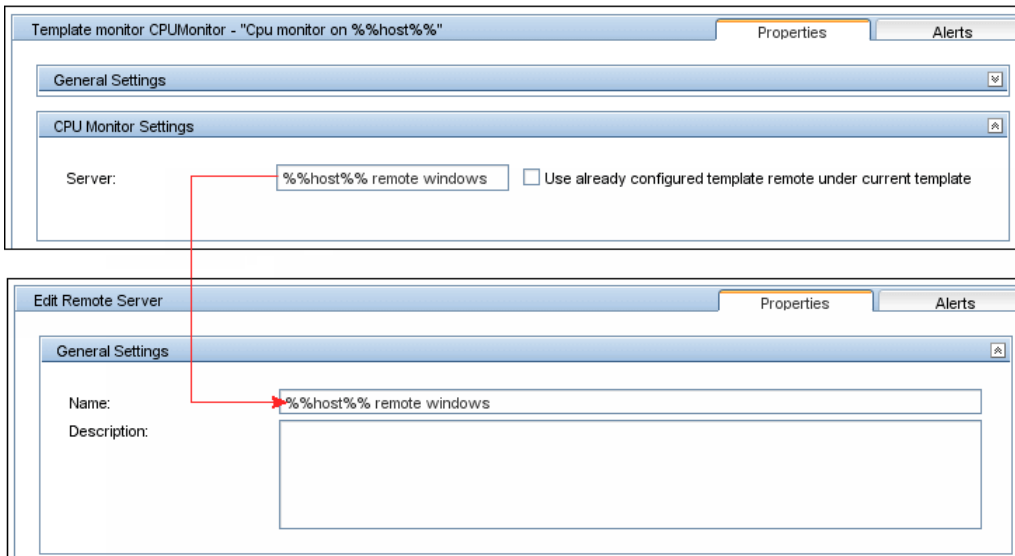 Template monitor CPUMonitor - "Cpu monitor on %%host%%"
Properties
Alerts
General Settings
CPU Monitor Settings
Server:
%%host%% remote windows
Use already configured template remote under current template
Edit Remote Server
Properties
Alerts
General Settings
Name:
%%host%% remote windows
Description: